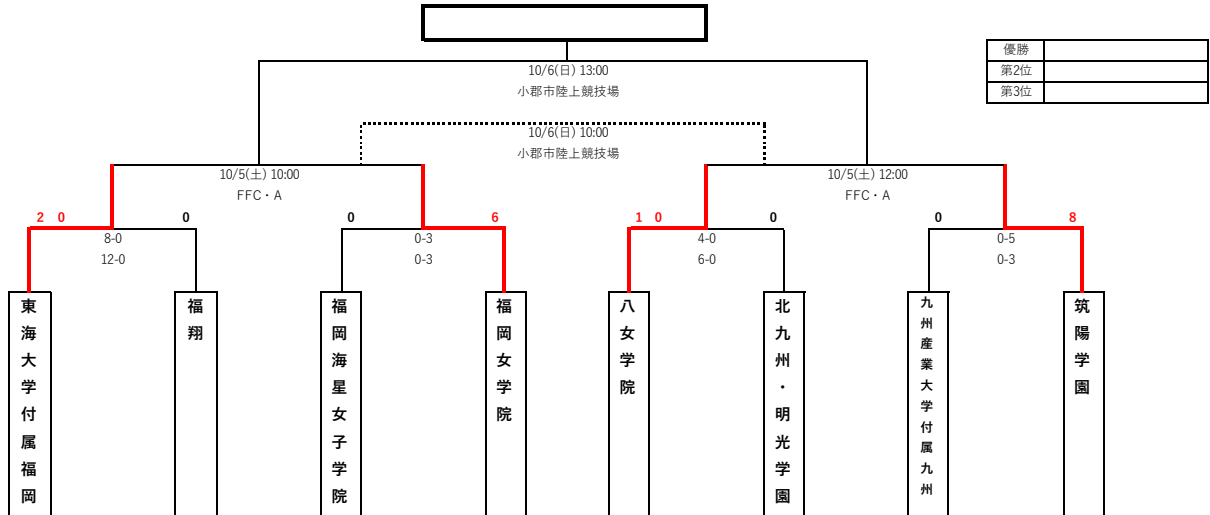 10/6(日) 13:00
小郡市陸上競技場
優勝
第2位
第3位
10/6(日) 10:00
小郡市陸上競技場
10/5(土) 10:00
FFC・A
10/5(土) 12:00
FFC・A
20 0 0 6 10 0 0 8
8-0 0-3 4-0 0-5
12-0 0-3 6-0 0-3
東海大学付属福岡
福翔
福岡海星女子学院
福岡女学院
八女学院
北九州・明光学園
九州産業大学付属九州
筑陽学園